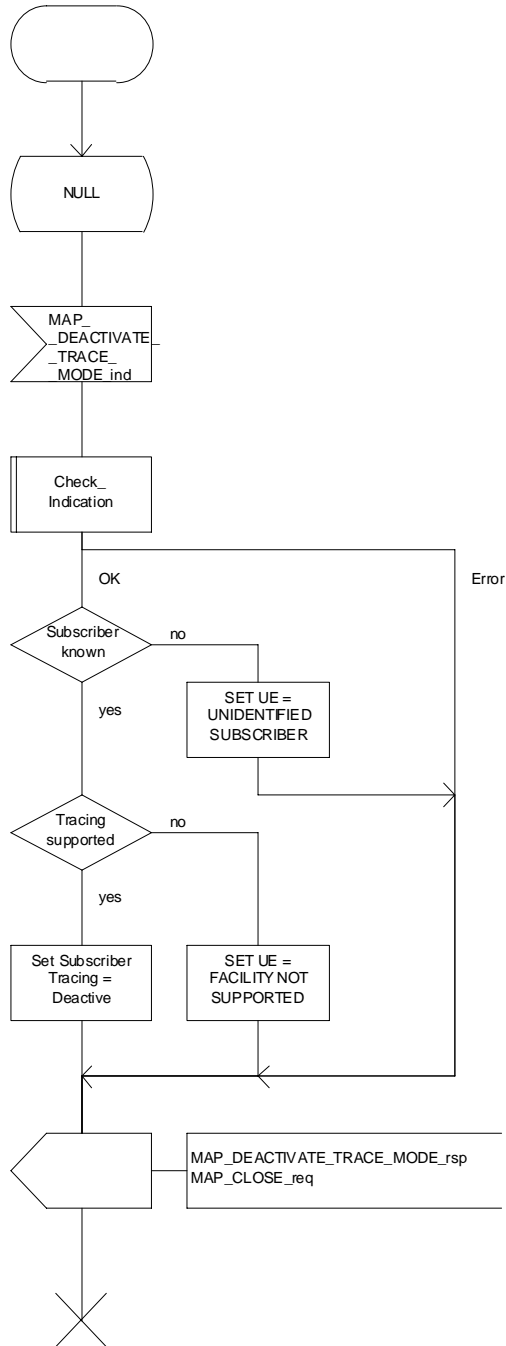 NULL
MAP_
_DEACTIVATE_
_TRACE_
_MODE_ind
Check_
Indication
OK
Error
Subscriber
known
no
yes
SET UE =
UNIDENTIFIED
SUBSCRIBER
Tracing
supported
no
yes
Set Subscriber
Tracing =
Deactive
SET UE =
FACILITY NOT
SUPPORTED
MAP_DEACTIVATE_TRACE_MODE_rsp
MAP_CLOSE_req